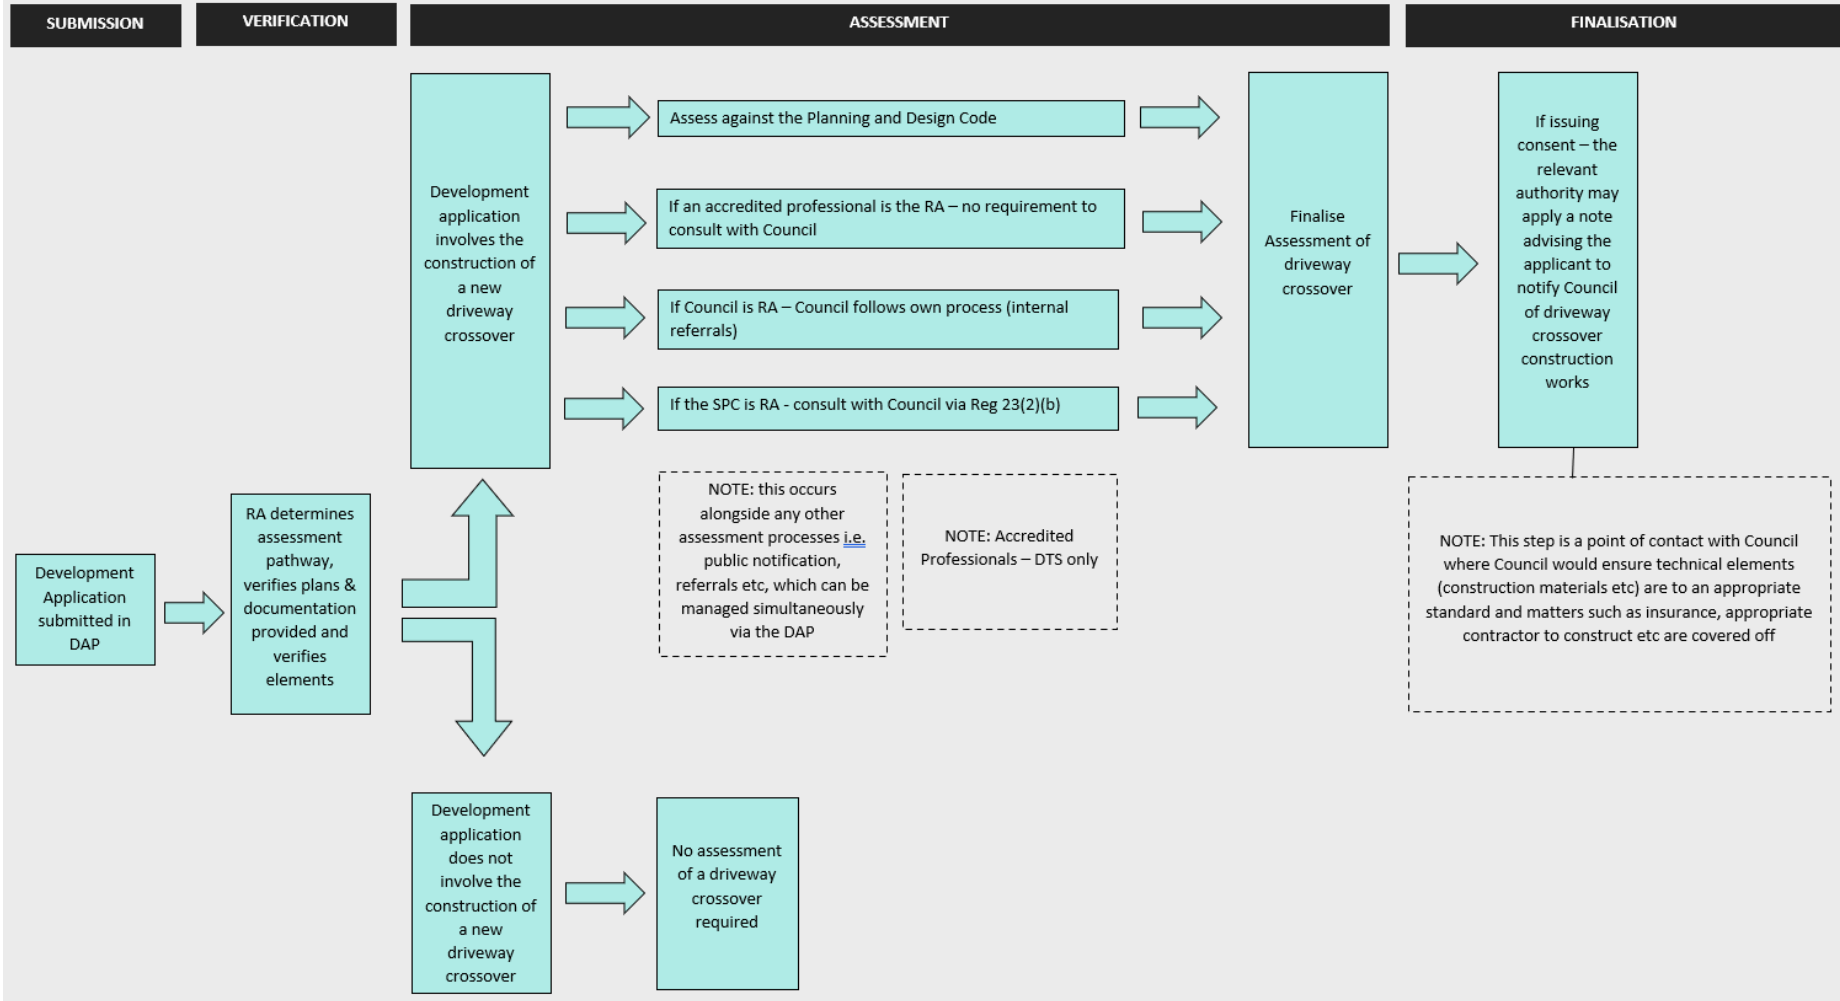 SUBMISSION
VERIFICATION
ASSESSMENT
FINALISATION
Development
Application
submitted in
DAP
RA determines
assessment
pathway,
verifies plans &
documentation
provided and
verifies
elements
Development
application
involves the
construction of
a new
driveway
crossover
Assess against the Planning and Design Code
If an accredited professional is the RA – no requirement to
consult with Council
If Council is RA – Council follows own process (internal
referrals)
If the SPC is RA - consult with Council via Reg 23(2)(b)
NOTE: this occurs
alongside any other
assessment processes i.e.
public notification,
referrals etc, which can be
managed simultaneously
via the DAP
NOTE: Accredited
Professionals – DTS only
Finalise
Assessment of
driveway
crossover
If issuing
consent – the
relevant
authority may
apply a note
advising the
applicant to
notify Council
of driveway
crossover
construction
works
NOTE: This step is a point of contact with Council
where Council would ensure technical elements
(construction materials etc) are to an appropriate
standard and matters such as insurance, appropriate
contractor to construct etc are covered off
Development
application
does not
involve the
construction of
a new
driveway
crossover
No assessment
of a driveway
crossover
required